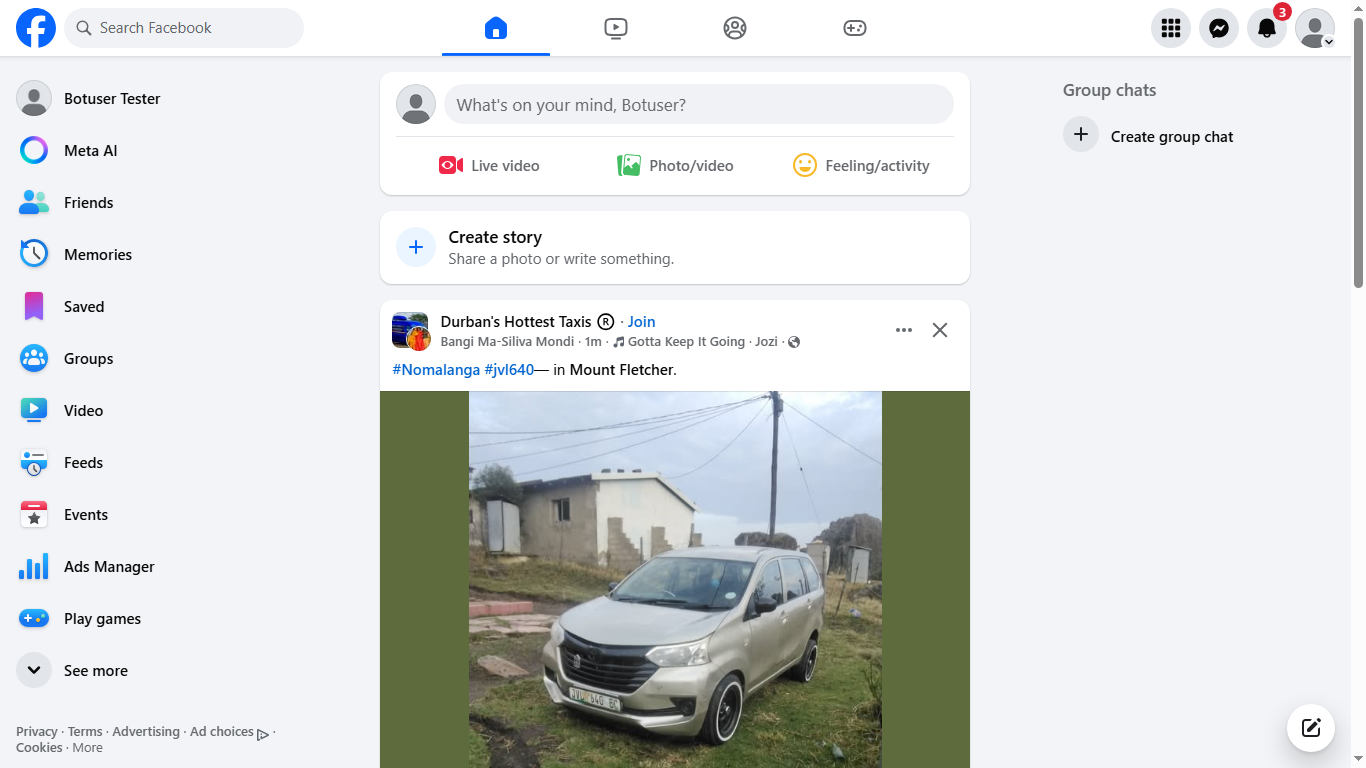 Search Facebook
3
Botuser Tester
Meta AI
Friends
Memories
Saved
Groups
Video
Feeds
Events
Ads Manager
Play games
See more
Privacy · Terms · Advertising · Ad choices ·
Cookies · More
What's on your mind, Botuser?
Live video
Photo/video
Feeling/activity
Create story
Share a photo or write something.
Durban's Hottest Taxis ® · Join
Bangi Ma-Siliva Mondi · 1m · Gotta Keep It Going · Jozi ·
#Nomalanga #jvl640— in Mount Fletcher.
JVL 640 EC
Group chats
Create group chat